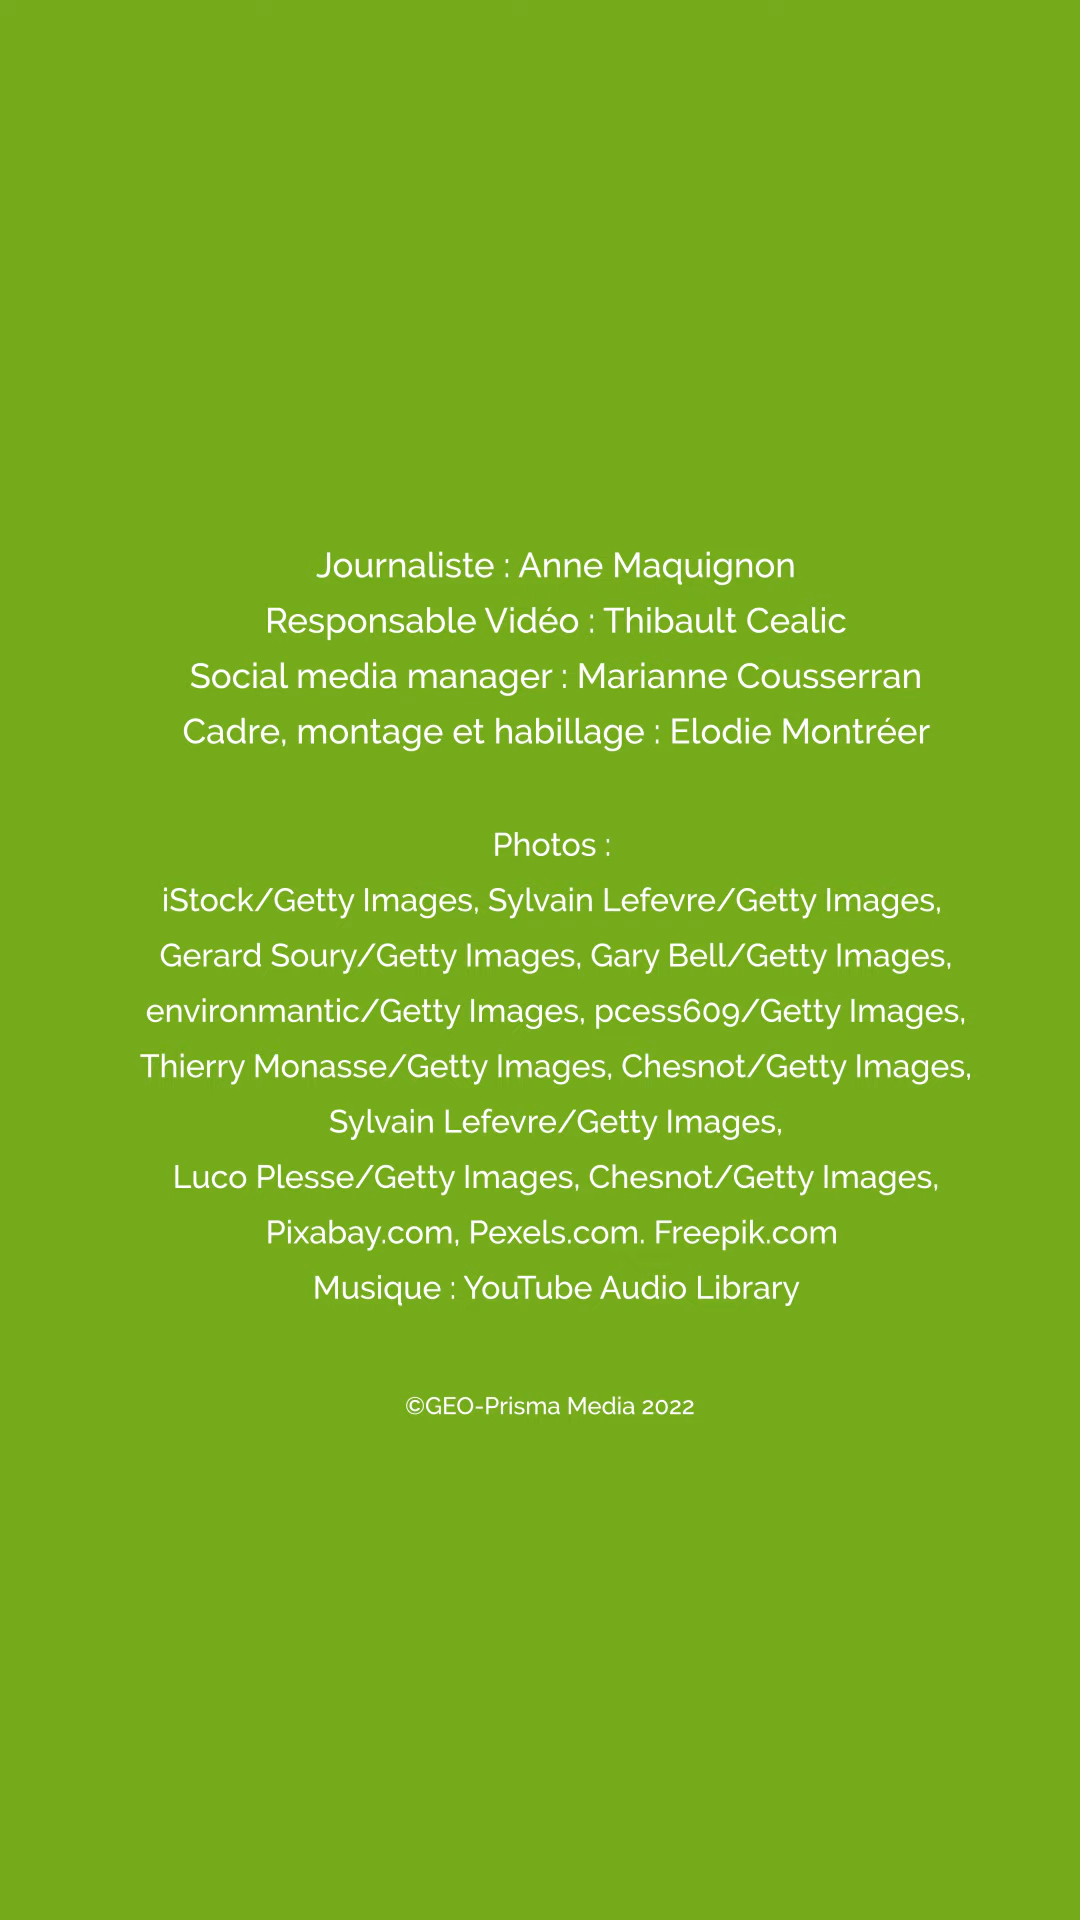 Journaliste : Anne Maquignon
Responsable Vidéo : Thibault Cealic
Social media manager : Marianne Cousserran
Cadre, montage et habillage : Elodie Montréer
Photos :
iStock/Getty Images, Sylvain Lefevre/Getty Images,
Gerard Soury/Getty Images, Gary Bell/Getty Images,
environmantic/Getty Images, pcess609/Getty Images,
Thierry Monasse/Getty Images, Chesnot/Getty Images,
Sylvain Lefevre/Getty Images,
Luco Plesse/Getty Images, Chesnot/Getty Images,
Pixabay.com, Pexels.com. Freepik.com
Musique : YouTube Audio Library
©GEO-Prisma Media 2022